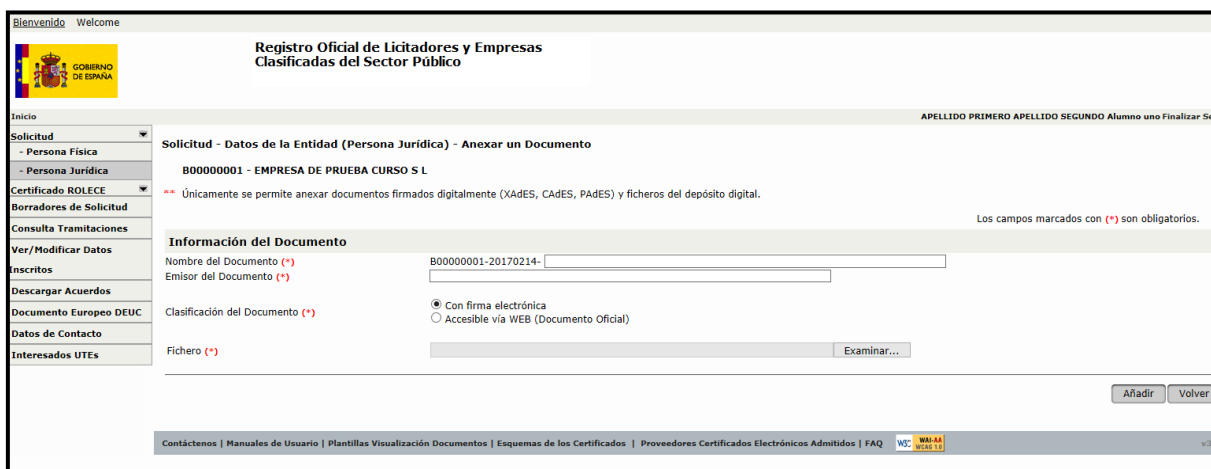 Bienvenido Welcome
GOBIERNO
DE ESPAÑA
Registro Oficial de Licitadores y Empresas
Clasificadas del Sector Público
Inicio
APELLIDO PRIMERO APELLIDO SEGUNDO Alumno uno Finalizar Se
Solicitud
- Persona Física
- Persona Jurídica
Certificado ROLECE
Borradores de Solicitud
Consulta Tramitaciones
Ver/Modificar Datos
Inscritos
Descargar Acuerdos
Documento Europeo DEUC
Datos de Contacto
Interesados UTEs
Solicitud - Datos de la Entidad (Persona Jurídica) - Anexar un Documento
B00000001 - EMPRESA DE PRUEBA CURSO S L
** Únicamente se permite anexar documentos firmados digitalmente (XAdES, CAdES, PAdES) y ficheros del depósito digital.
Los campos marcados con (*) son obligatorios.
Información del Documento
Nombre del Documento (*) B00000001-20170214-
Emisor del Documento (*)
Clasificación del Documento (*)
Con firma electrónica
Accesible vía WEB (Documento Oficial)
Fichero (*) Examinar...
Añadir Volver
Contáctenos | Manuales de Usuario | Plantillas Visualización Documentos | Esquemas de los Certificados | Proveedores Certificados Electrónicos Admitidos | FAQ W3C WAI-AA WCAG 1.0 v3